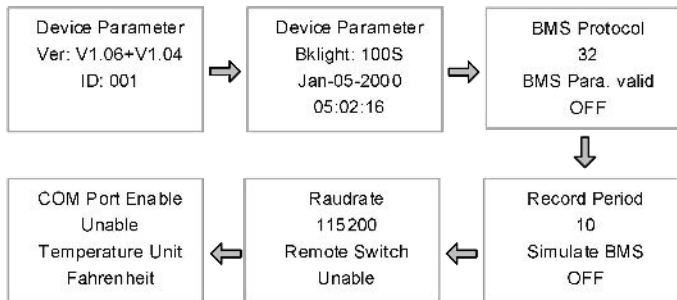 Device Parameter
Ver: V1.06+V1.04
ID: 001
Device Parameter
Bklight: 100S
Jan-05-2000
05:02:16
BMS Protocol
32
BMS Para. valid
OFF
Record Period
10
Simulate BMS
OFF
Raudrate
115200
Remote Switch
Unable
COM Port Enable
Unable
Temperature Unit
Fahrenheit